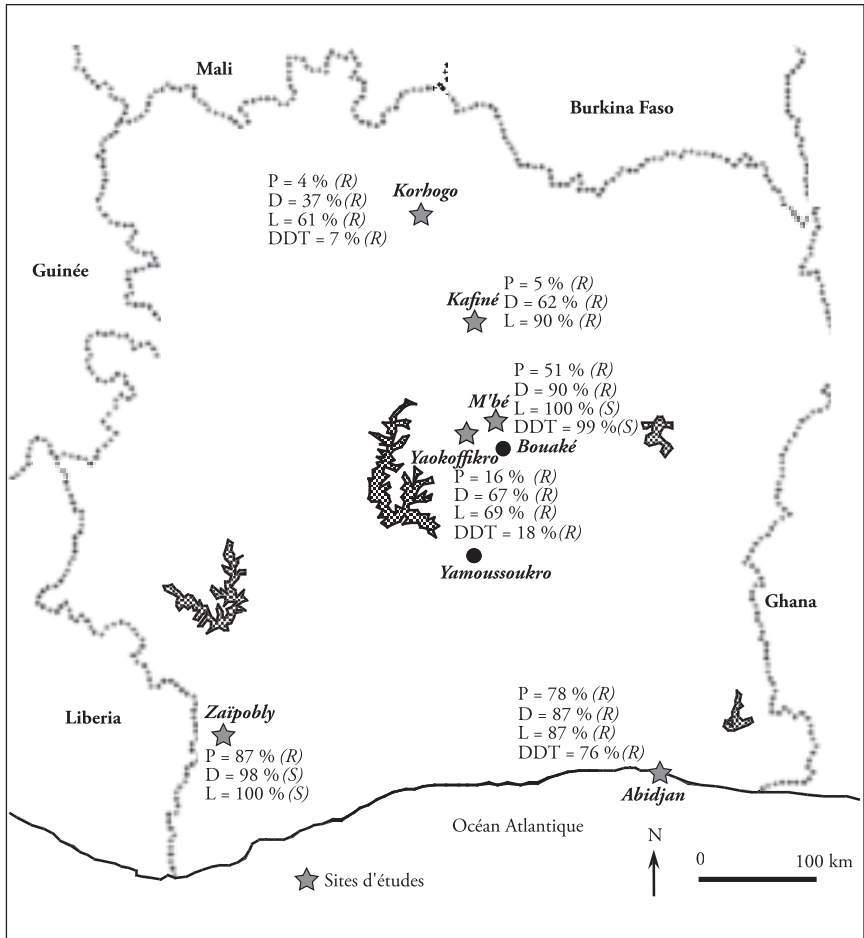 Mali
Burkina Faso
P = 4 % (R)
D = 37 % (R)
L = 61 % (R)
DDT = 7 % (R)
Korhogo
Guinée
Kafiné
P = 5 % (R)
D = 62 % (R)
L = 90 % (R)
P = 51 % (R)
D = 90 % (R)
L = 100 % (S)
DDT = 99 % (S)
M'bé
Bouaké
Yaokoffikro
P = 16 % (R)
D = 67 % (R)
L = 69 % (R)
DDT = 18 % (R)
Yamoussoukro
Ghana
Liberia
Zaïpobly
P = 87 % (R)
D = 98 % (S)
L = 100 % (S)
P = 78 % (R)
D = 87 % (R)
L = 87 % (R)
DDT = 76 % (R)
Abidjan
Océan Atlantique
N
0 100 km
Sites d'études